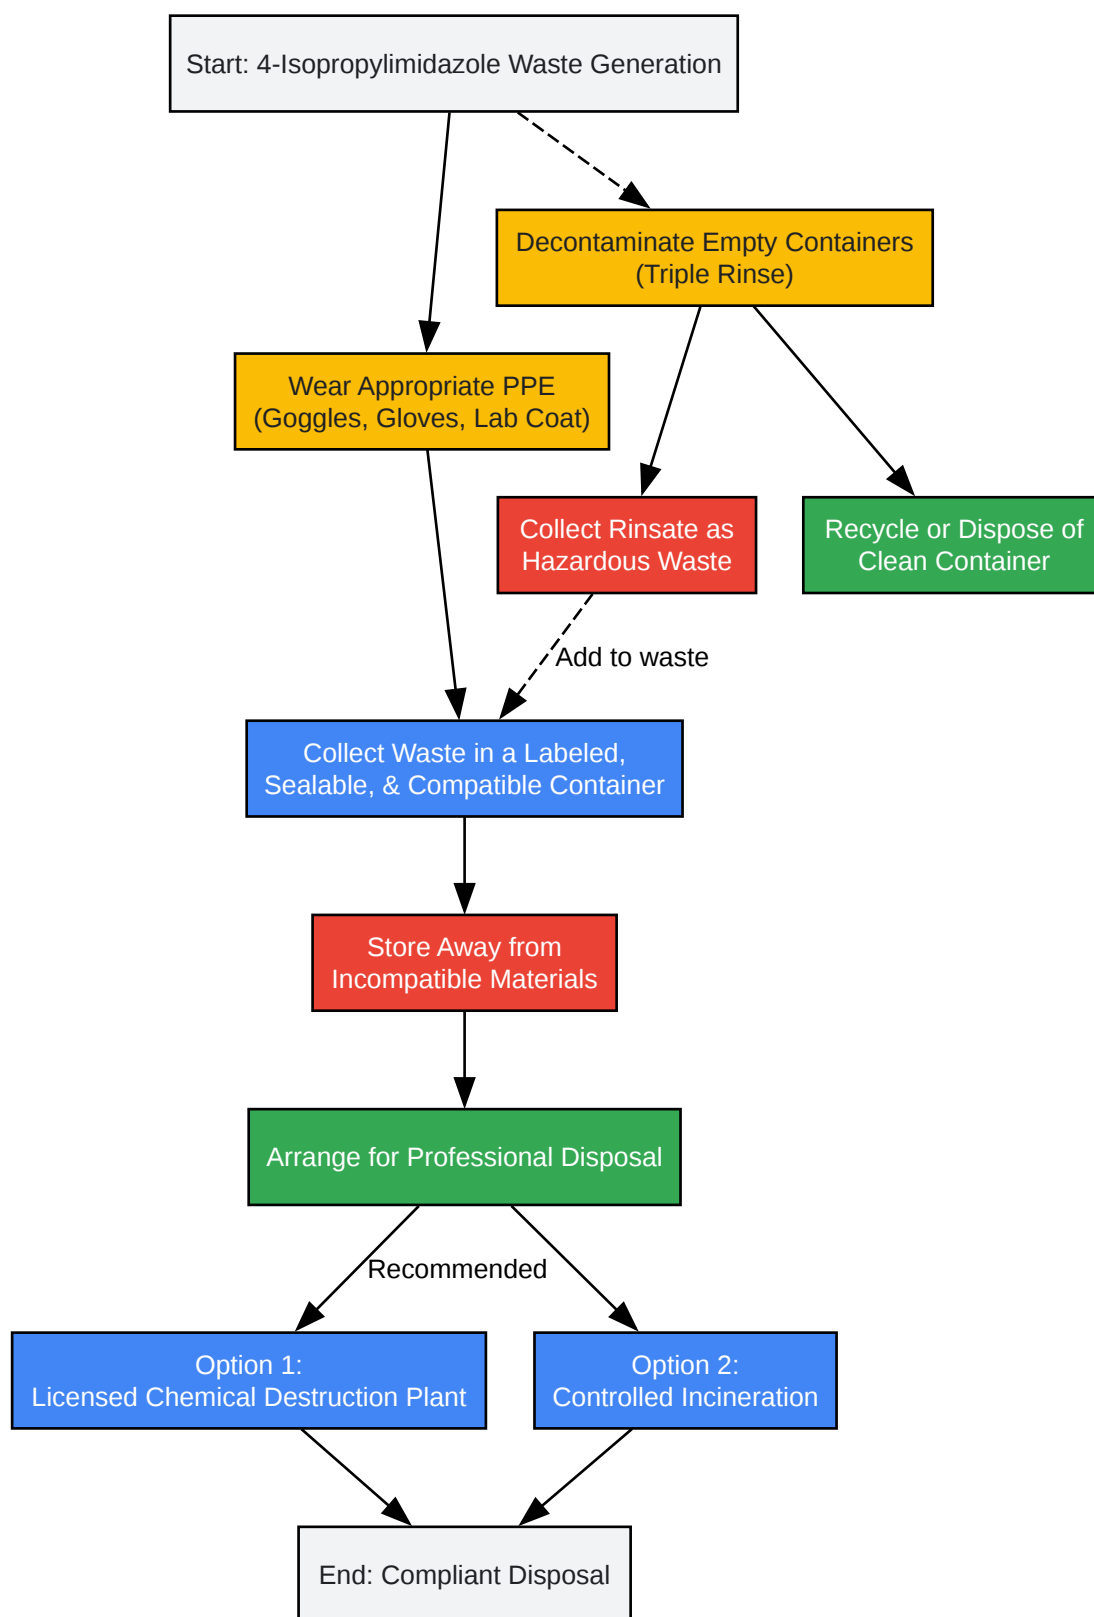 Start: 4-Isopropylimidazole Waste Generation
Decontaminate Empty Containers
(Triple Rinse)
Wear Appropriate PPE
(Goggles, Gloves, Lab Coat)
Collect Rinsate as
Hazardous Waste
Recycle or Dispose of
Clean Container
Add to waste
Collect Waste in a Labeled,
Sealable, & Compatible Container
Store Away from
Incompatible Materials
Arrange for Professional Disposal
Recommended
Option 1:
Licensed Chemical Destruction Plant
Option 2:
Controlled Incineration
End: Compliant Disposal